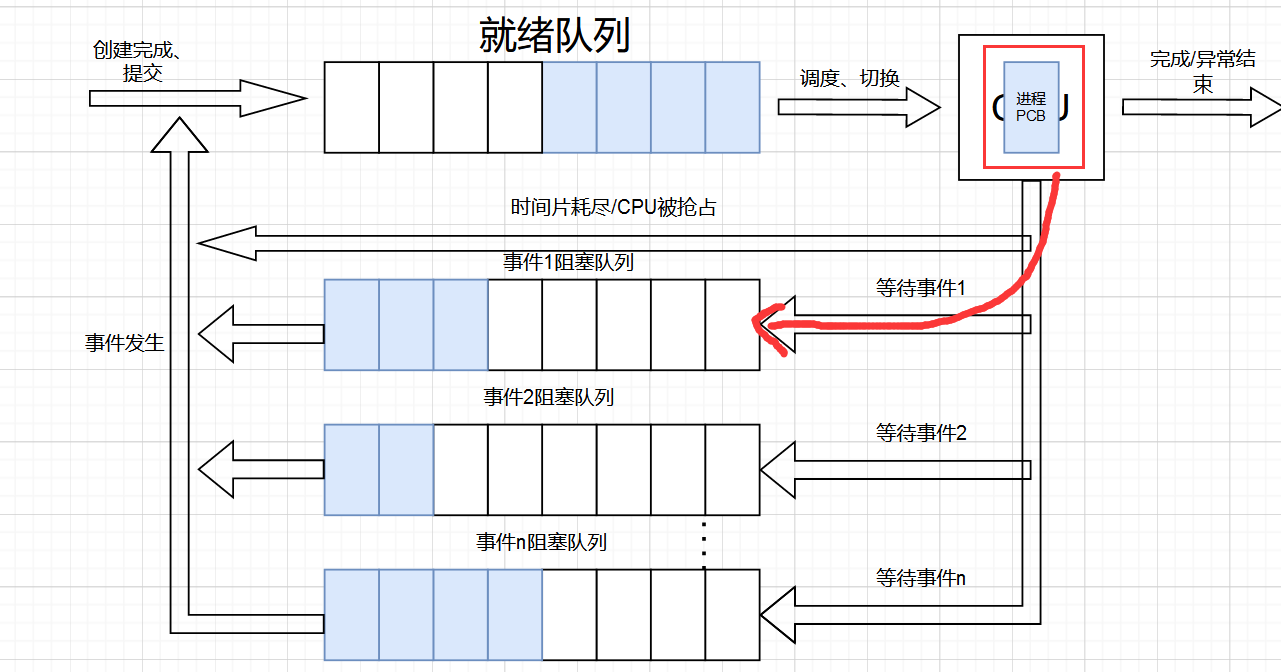 就绪队列
创建完成、
提交
调度、切换
完成/异常结
束
进程
PCB
时间片耗尽/CPU被抢占
事件1阻塞队列
等待事件1
事件发生
事件2阻塞队列
等待事件2
事件n阻塞队列
等待事件n